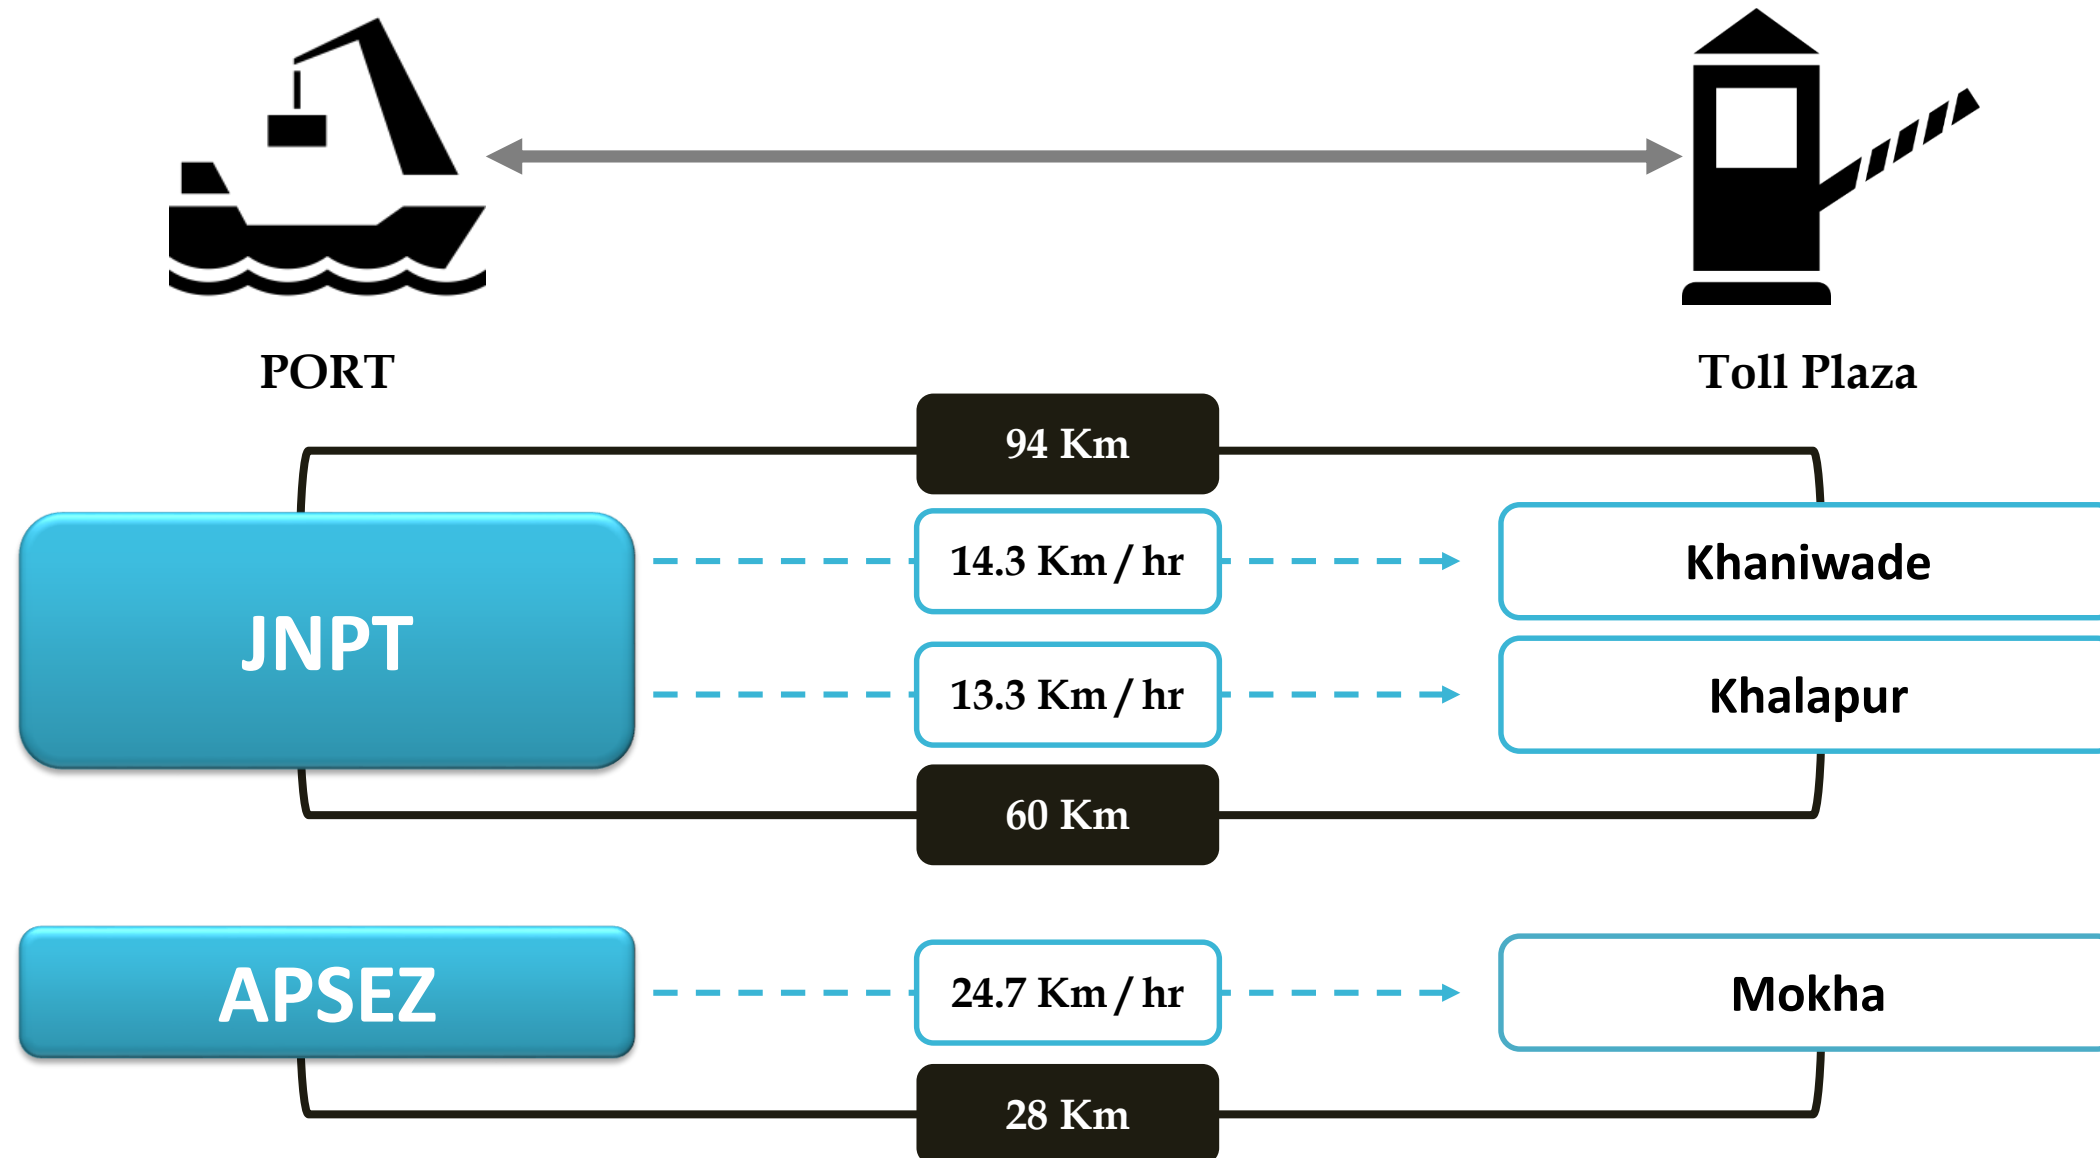 PORT
Toll Plaza
94 Km
JNPT
14.3 Km/hr
Khaniwade
13.3 Km/hr
Khalapur
60 Km
APSEZ
24.7 Km/hr
Mokha
28 Km